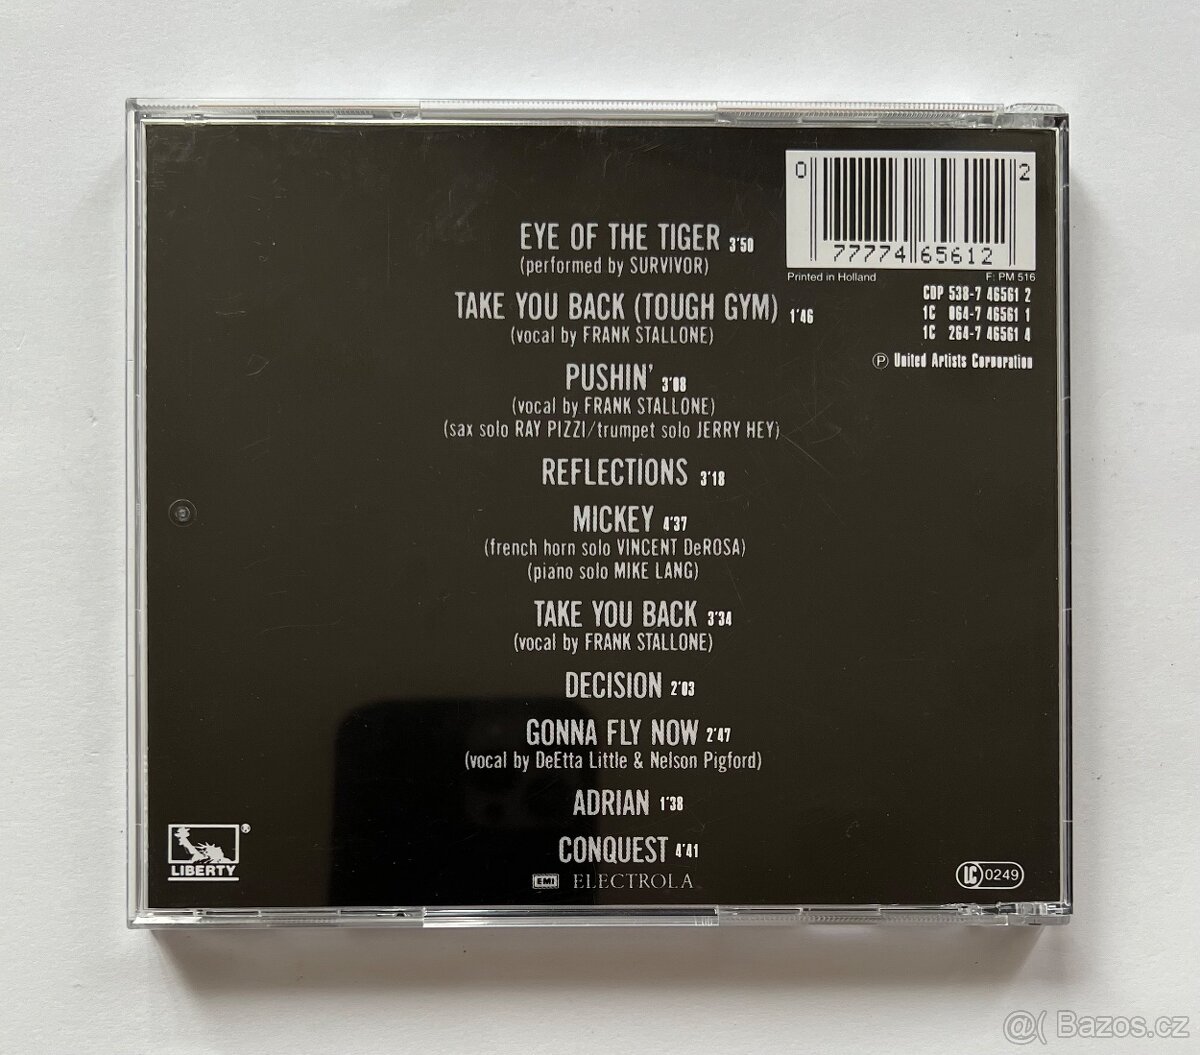 EYE OF THE TIGER 3'50
(performed by SURVIVOR)
TAKE YOU BACK (TOUGH GYM) 1'46
(vocal by FRANK STALLONE)
PUSHIN' 3'08
(vocal by FRANK STALLONE)
(sax solo RAY PIZZI/trumpet solo JERRY HEY)
REFLECTIONS 3'18
MICKEY 4'37
(french horn solo VINCENT DeROSA)
(piano solo MIKE LANG)
TAKE YOU BACK 3'34
(vocal by FRANK STALLONE)
DECISION 2'03
GONNA FLY NOW 2'47
(vocal by DeEtta Little & Nelson Pigford)
ADRIAN 1'38
CONQUEST 4'41
EMI ELECTROLA
0 77774 65612 2
Printed in Holland F: PM 516
CDP 538-7 46561 2
1C 064-7 46561 1
1C 264-7 46561 4
Ⓟ United Artists Corporation
LIBERTY ®
LC 0249
@( Bazos.cz